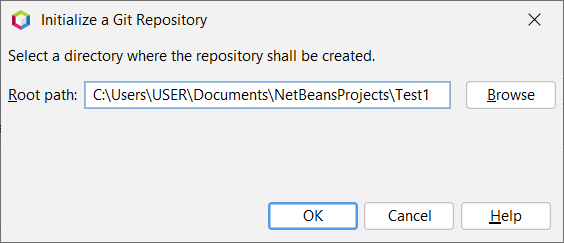 Initialize a Git Repository
Select a directory where the repository shall be created.
Root path: C:\Users\USER\Documents\NetBeansProjects\Test1 Browse
OK Cancel Help